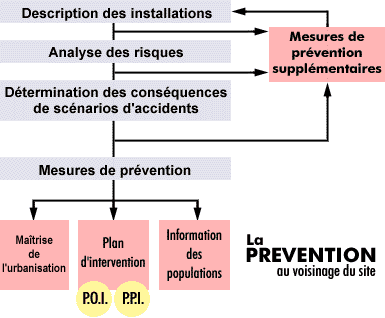 Description des installations
Mesures de
prévention
supplémentaires
Analyse des risques
Détermination des conséquences
de scénarios d'accidents
Mesures de prévention
Maîtrise
de
l'urbanisation
Plan
d'intervention
P.O.I.
P.P.I.
Information
des
populations
La
PREVENTION
au voisinage du site